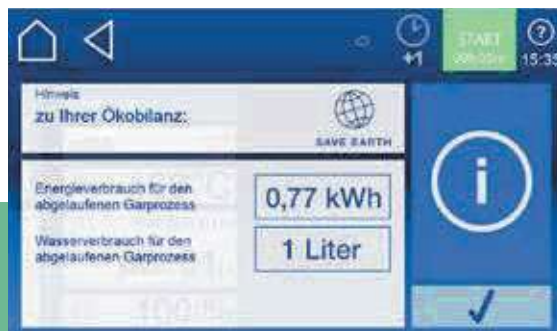 +1
START
15:35
Hinweis
zu Ihrer Ökobilanz:
SAVE EARTH
Energieverbrauch für den
abgelaufenen Garprozess
0,77 kWh
Wasserverbrauch für den
abgelaufenen Garprozess
1 Liter